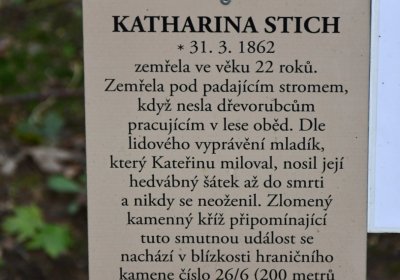 KATHARINA STICH
* 31. 3. 1862
zemřela ve věku 22 roků.
Zemřela pod padajícím stromem,
když nesla dřevorubcům
pracujícím v lese oběd. Dle
lidového vyprávění mladík,
který Kateřinu miloval, nosil její
hedvábný šátek až do smrti
a nikdy se neoženil. Zlomený
kamenný kříž připomínající
tuto smutnou událost se
nachází v blízkosti hraničního
kamene číslo 26/6 (200 metrů